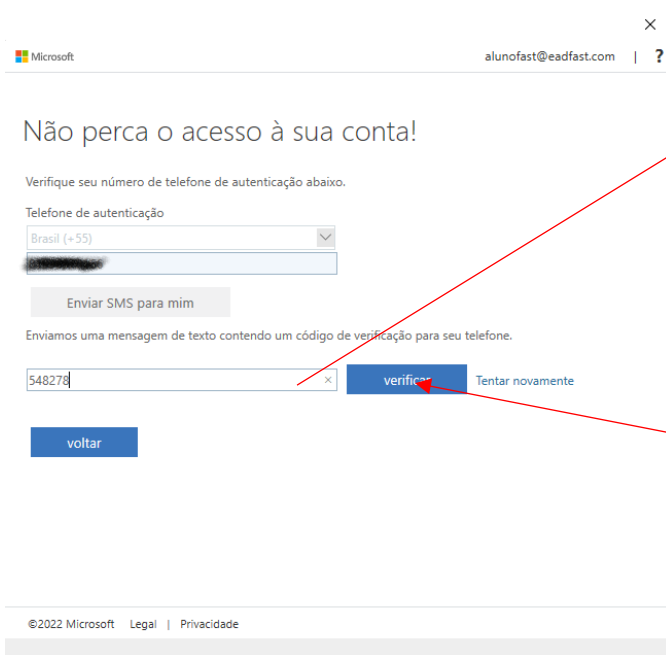 Microsoft
alunofast@eadfast.com | ?
Não perca o acesso à sua conta!
Verifique seu número de telefone de autenticação abaixo.
Telefone de autenticação
Brasil (+55)
Enviar SMS para mim
Enviamos uma mensagem de texto contendo um código de verificação para seu telefone.
548278
verificar
Tentar novamente
voltar
©2022 Microsoft Legal | Privacidade